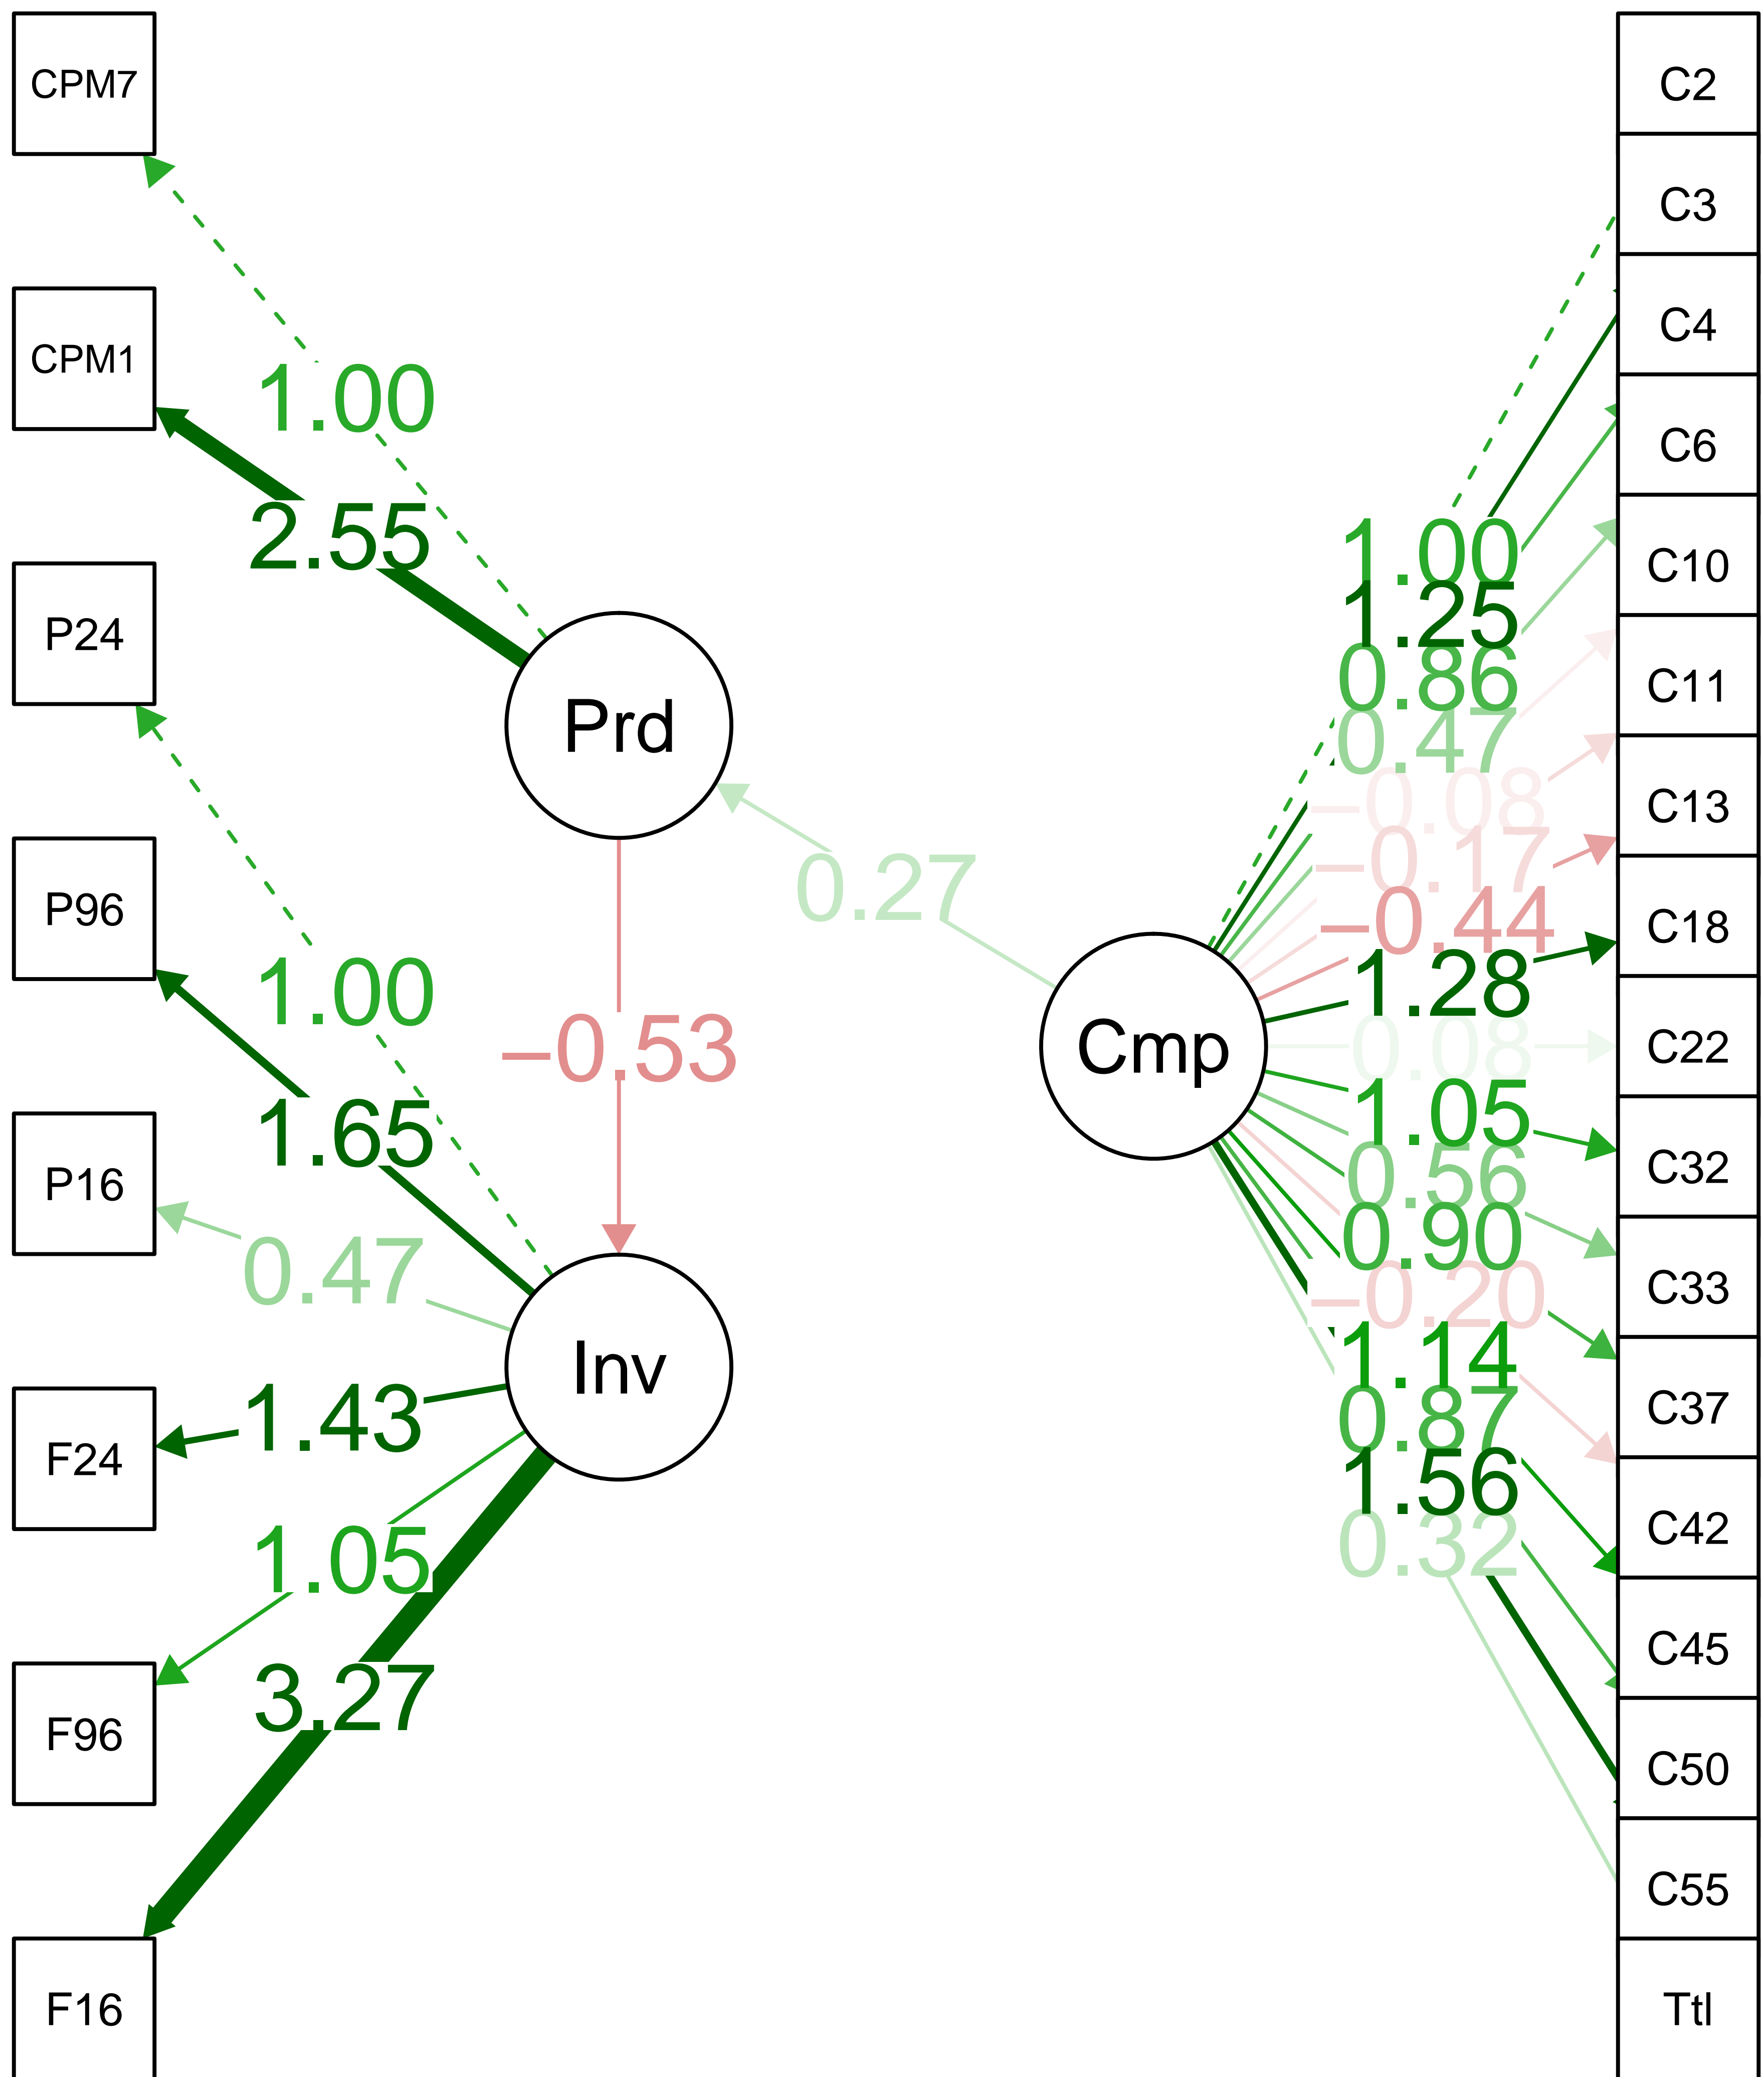 CPM7
CPM1
P24
P96
P16
F24
F96
F16
1.00
2.55
1.00
1.65
0.47
1.43
1.05
3.27
Prd
–0.53
Inv
0.27
Cmp
1.00
1.25
0.86
0.47
–0.08
–0.17
–0.44
1.28
0.08
1.05
0.56
0.90
–0.20
1.14
0.87
1.56
0.32
C2
C3
C4
C6
C10
C11
C13
C18
C22
C32
C33
C37
C42
C45
C50
C55
Ttl